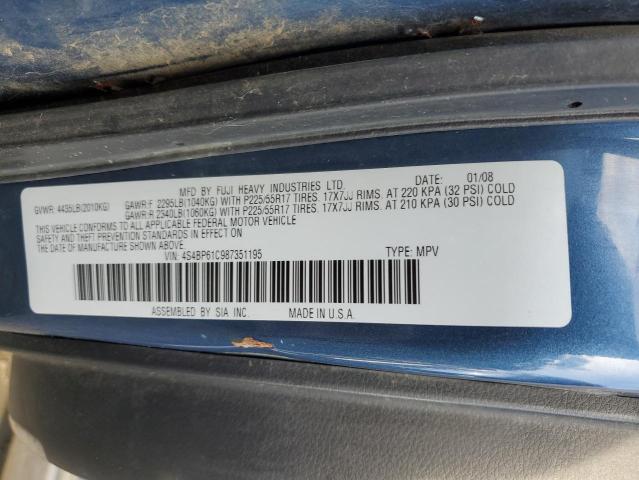 MFD BY FUJI HEAVY INDUSTRIES LTD. DATE: 01/08
GVWR: 4435LB(2010KG) GAWR:F 2295LB(1040KG) WITH P225/55R17 TIRES. 17X7JJ RIMS. AT 220 KPA (32 PSI) COLD
GAWR:R 2340LB(1060KG) WITH P225/55R17 TIRES. 17X7JJ RIMS. AT 210 KPA (30 PSI) COLD
THIS VEHICLE CONFORMS TO ALL APPLICABLE FEDERAL MOTOR VEHICLE
SAFETY AND THEFT PREVENTION STANDARDS IN EFFECT ON
THE DATE OF MANUFACTURE SHOWN ABOVE.
VIN: 4S4BP61C987351195 TYPE: MPV
ASSEMBLED BY SIA INC. MADE IN U.S.A.